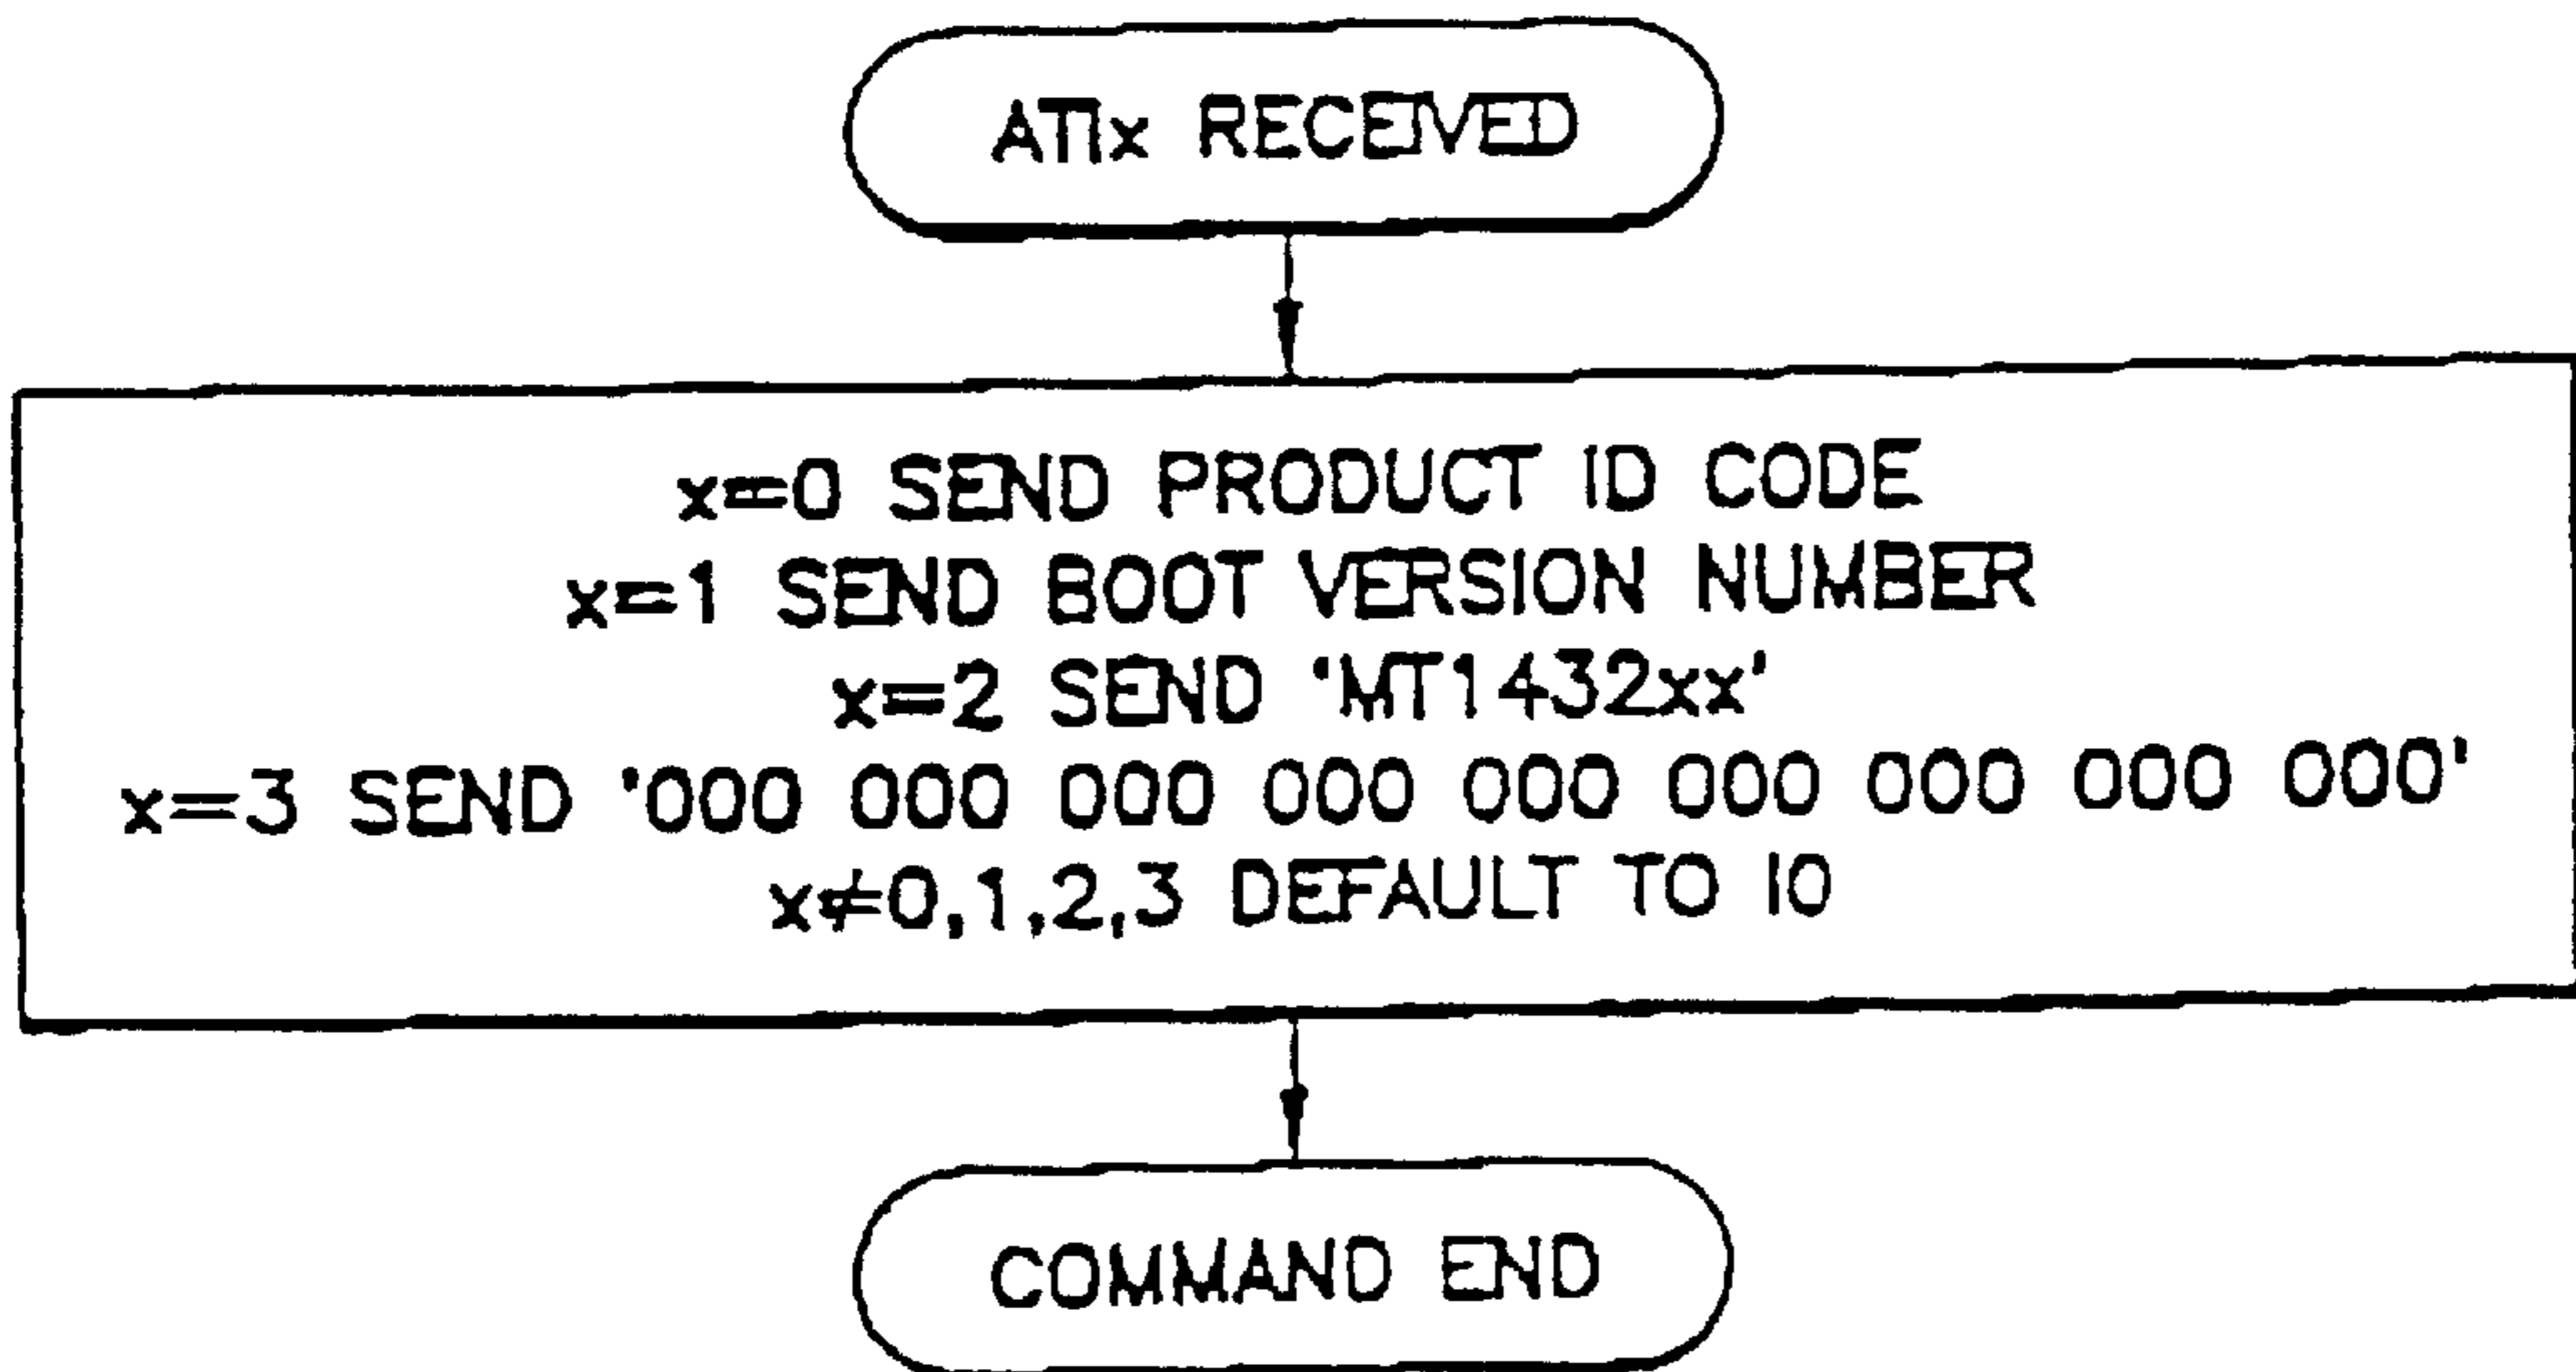 ATIx RECEIVED
x=0 SEND PRODUCT ID CODE
x=1 SEND BOOT VERSION NUMBER
x=2 SEND 'MT1432xx'
x=3 SEND '000 000 000 000 000 000 000 000 000'
x≠0,1,2,3 DEFAULT TO I0
COMMAND END